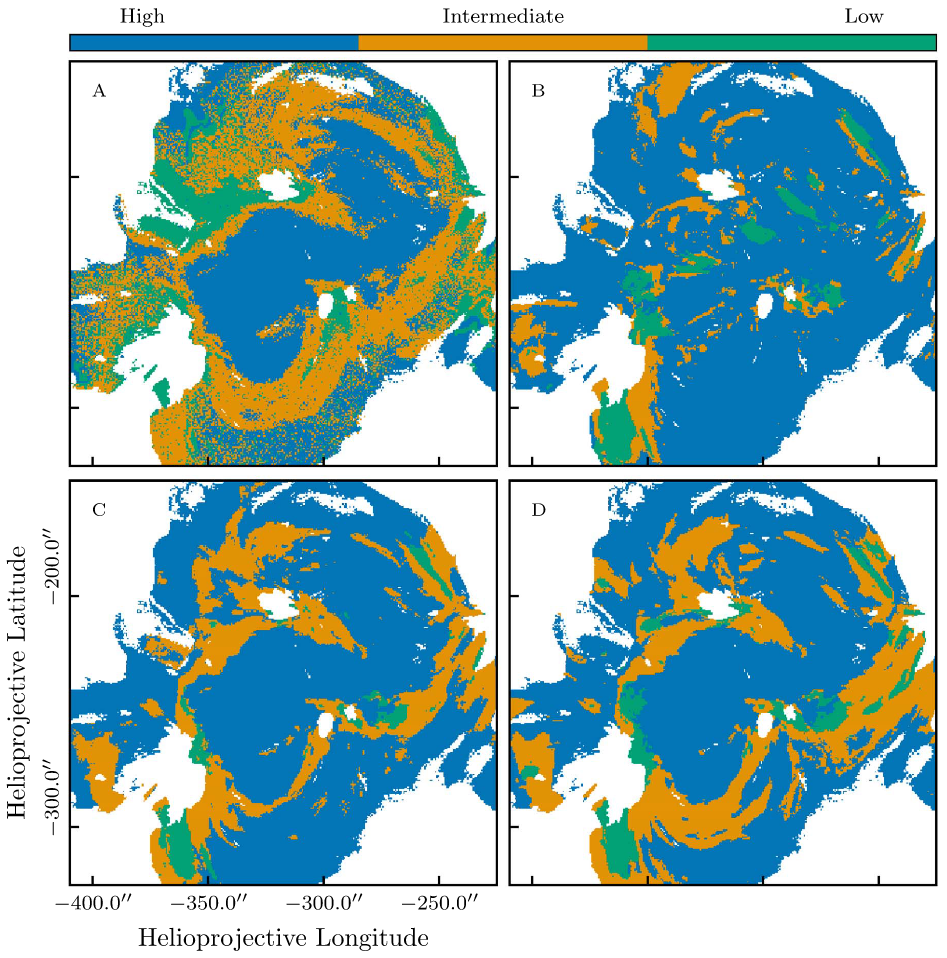 High Intermediate Low
A
B
C
D
Helioprojective Latitude
−200.0″
−300.0″
−400.0″ −350.0″ −300.0″ −250.0″
Helioprojective Longitude